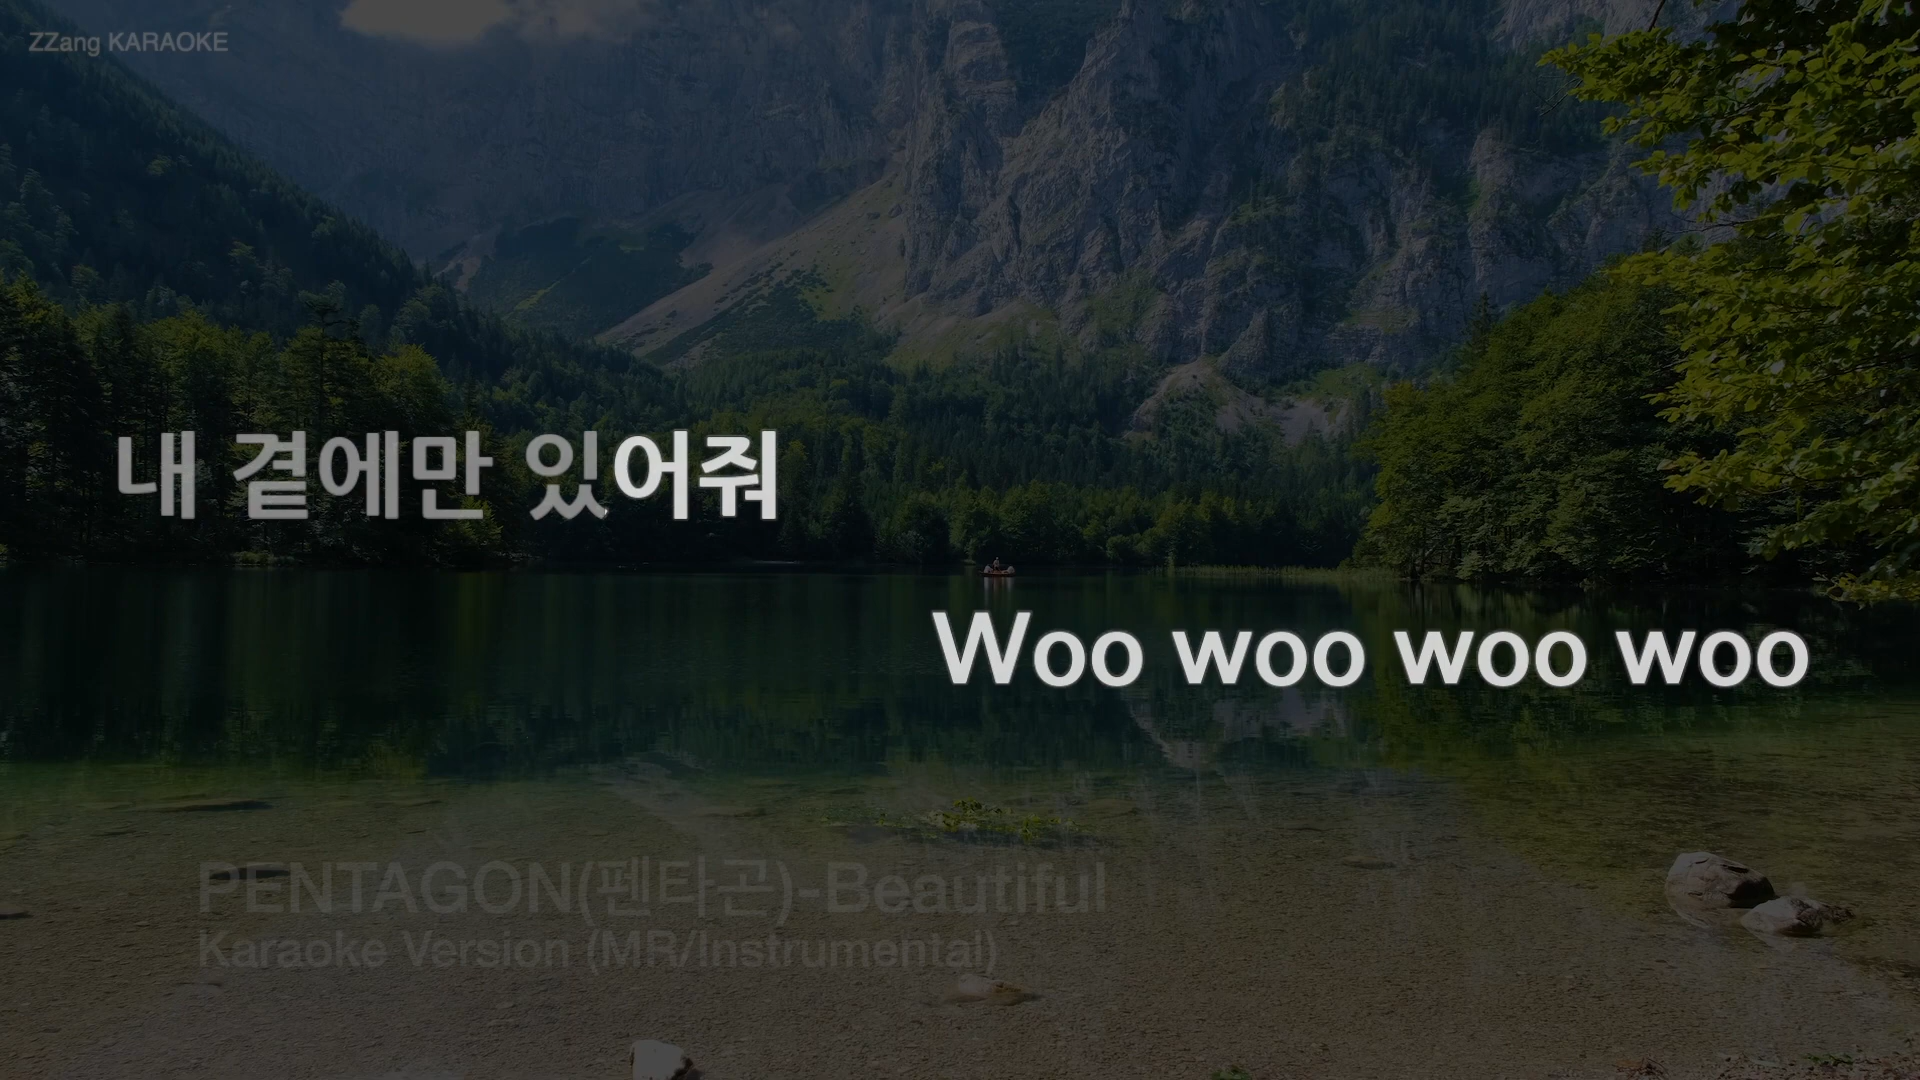 ZZang KARAOKE
내 곁에만 있어줘
Woo woo woo woo
PENTAGON(펜타곤)-Beautiful
Karaoke Version (MR/Instrumental)